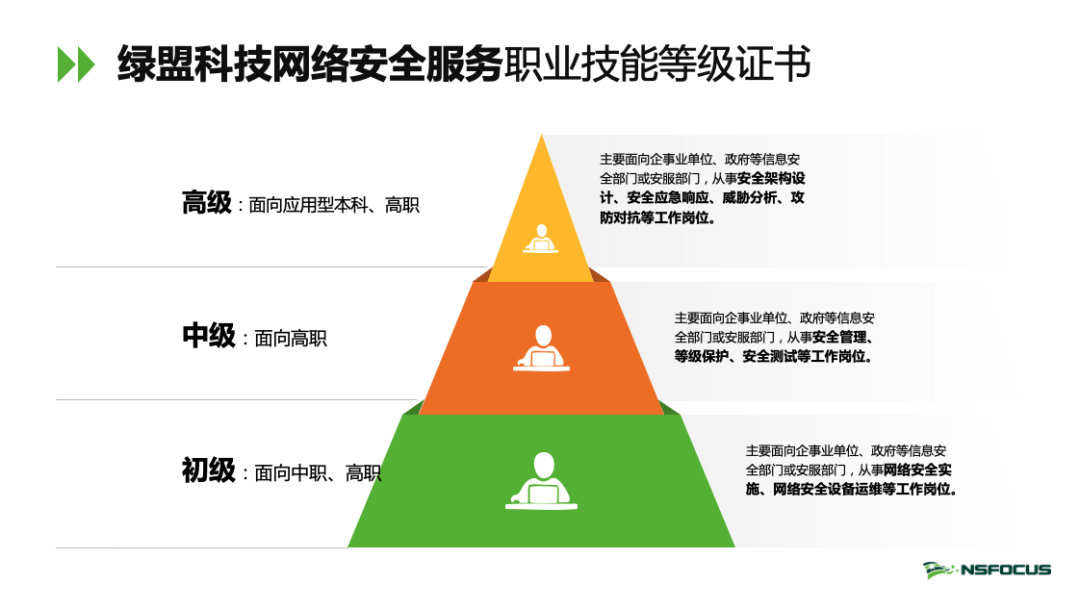 绿盟科技网络安全服务职业技能等级证书
主要面向企事业单位、政府等信息安
全部门或安服部门，从事安全架构设
计、安全应急响应、威胁分析、攻
防对抗等工作岗位。
高级：面向应用型本科、高职
主要面向企事业单位、政府等信息安
全部门或安服部门，从事安全管理、
等级保护、安全测试等工作岗位。
中级：面向高职
主要面向企事业单位、政府等信息安
全部门或安服部门，从事网络安全实
施、网络安全设备运维等工作岗位。
初级：面向中职、高职
NSFOCUS